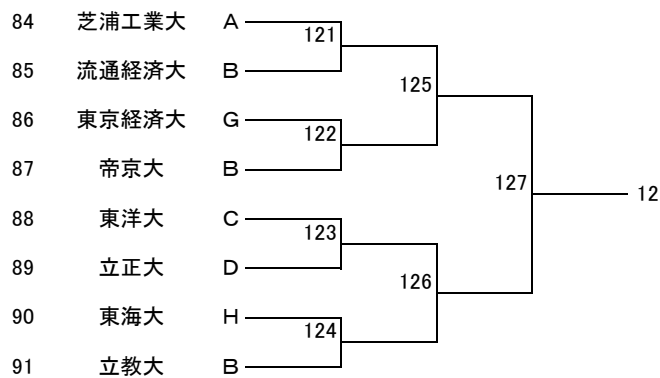 84 芝浦工業大 A
121
85 流通経済大 B
125
86 東京経済大 G
122
87 帝京大 B
127 12
88 東洋大 C
123
89 立正大 D
126
90 東海大 H
124
91 立教大 B